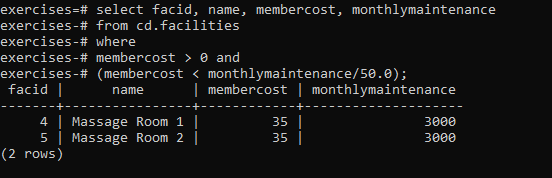 exercises=# select facid, name, membercost, monthlymaintenance
exercises-# from cd.facilities
exercises-# where
exercises-# membercost > 0 and
exercises-# (membercost < monthlymaintenance/50.0);
 facid |      name      | membercost | monthlymaintenance
-------+----------------+------------+--------------------
     4 | Massage Room 1 |         35 |               3000
     5 | Massage Room 2 |         35 |               3000
(2 rows)